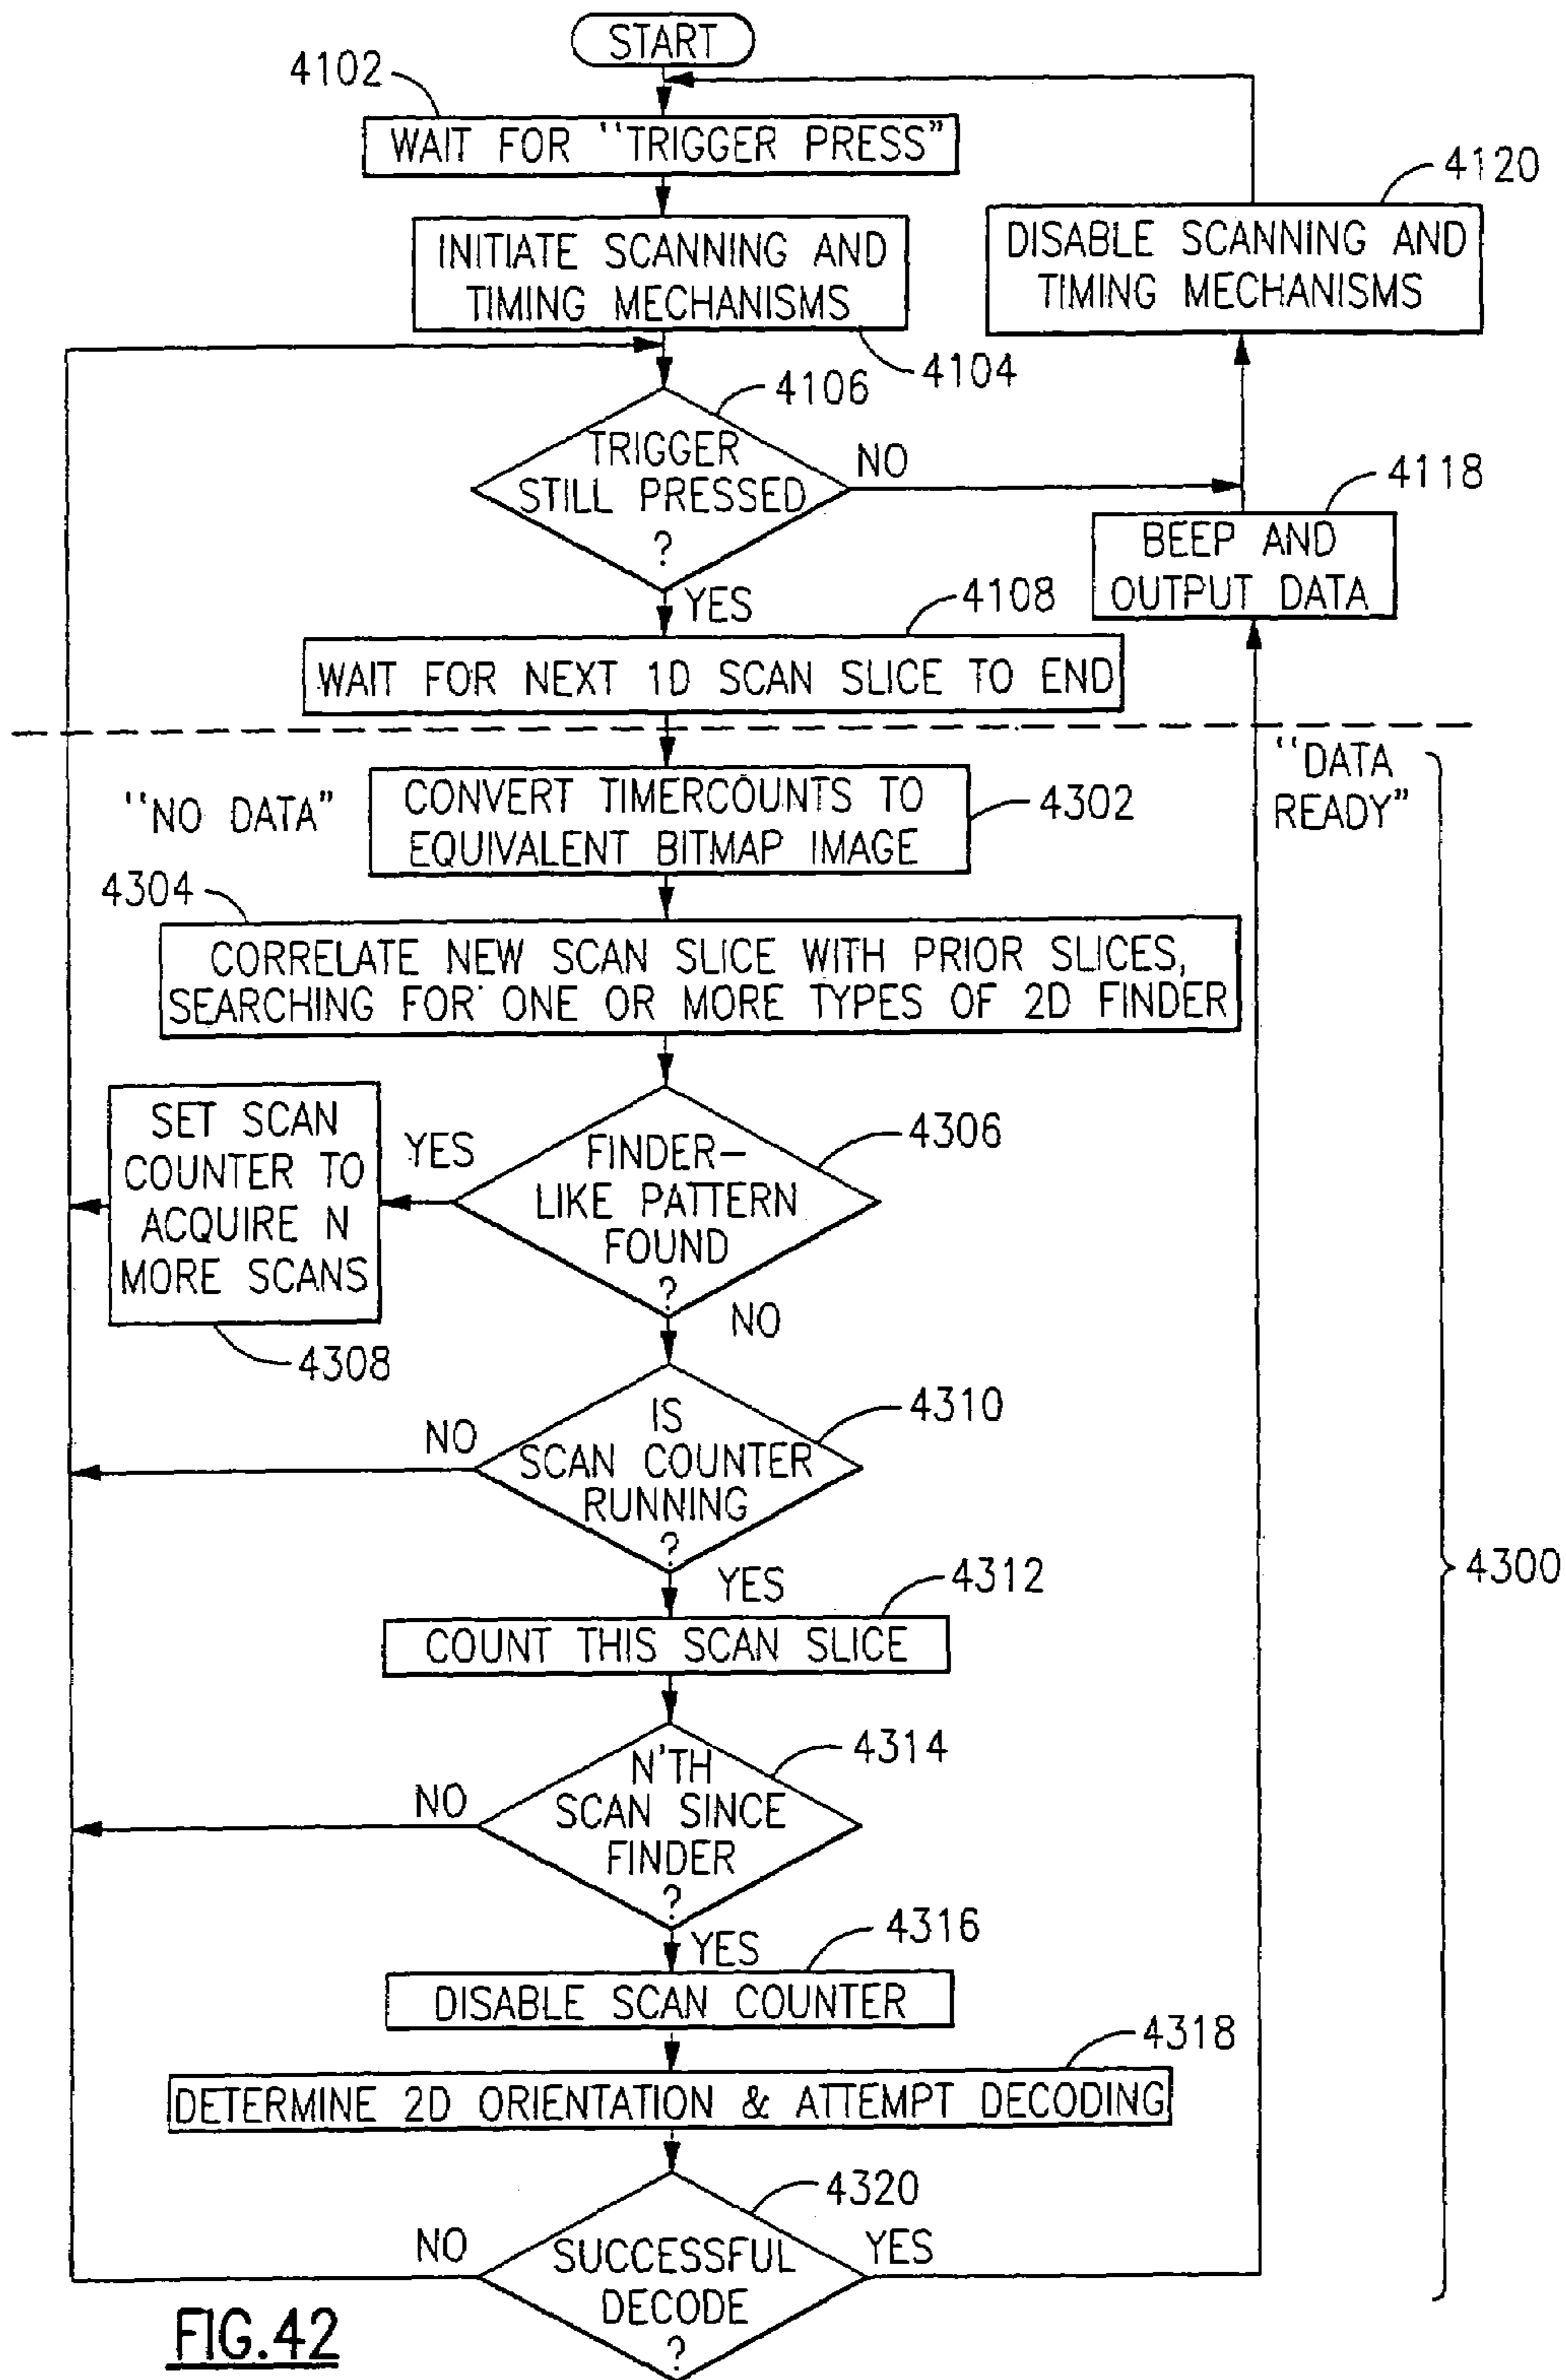 START
4102
WAIT FOR "TRIGGER PRESS"
4120
INITIATE SCANNING AND
TIMING MECHANISMS
DISABLE SCANNING AND
TIMING MECHANISMS
4104
4106
TRIGGER
STILL PRESSED
?
NO
4118
BEEP AND
OUTPUT DATA
YES
4108
WAIT FOR NEXT 1D SCAN SLICE TO END
"NO DATA"
CONVERT TIMERCOUNTS TO
EQUIVALENT BITMAP IMAGE
4302
"DATA
READY"
4304
CORRELATE NEW SCAN SLICE WITH PRIOR SLICES,
SEARCHING FOR ONE OR MORE TYPES OF 2D FINDER
SET SCAN
COUNTER TO
ACQUIRE N
MORE SCANS
4308
YES
FINDER-
LIKE PATTERN
FOUND
?
4306
NO
4310
IS
SCAN COUNTER
RUNNING
?
NO
YES
4312
4300
COUNT THIS SCAN SLICE
4314
N'TH
SCAN SINCE
FINDER
?
NO
YES
4316
DISABLE SCAN COUNTER
4318
DETERMINE 2D ORIENTATION & ATTEMPT DECODING
4320
NO
SUCCESSFUL
DECODE
?
YES
FIG.42